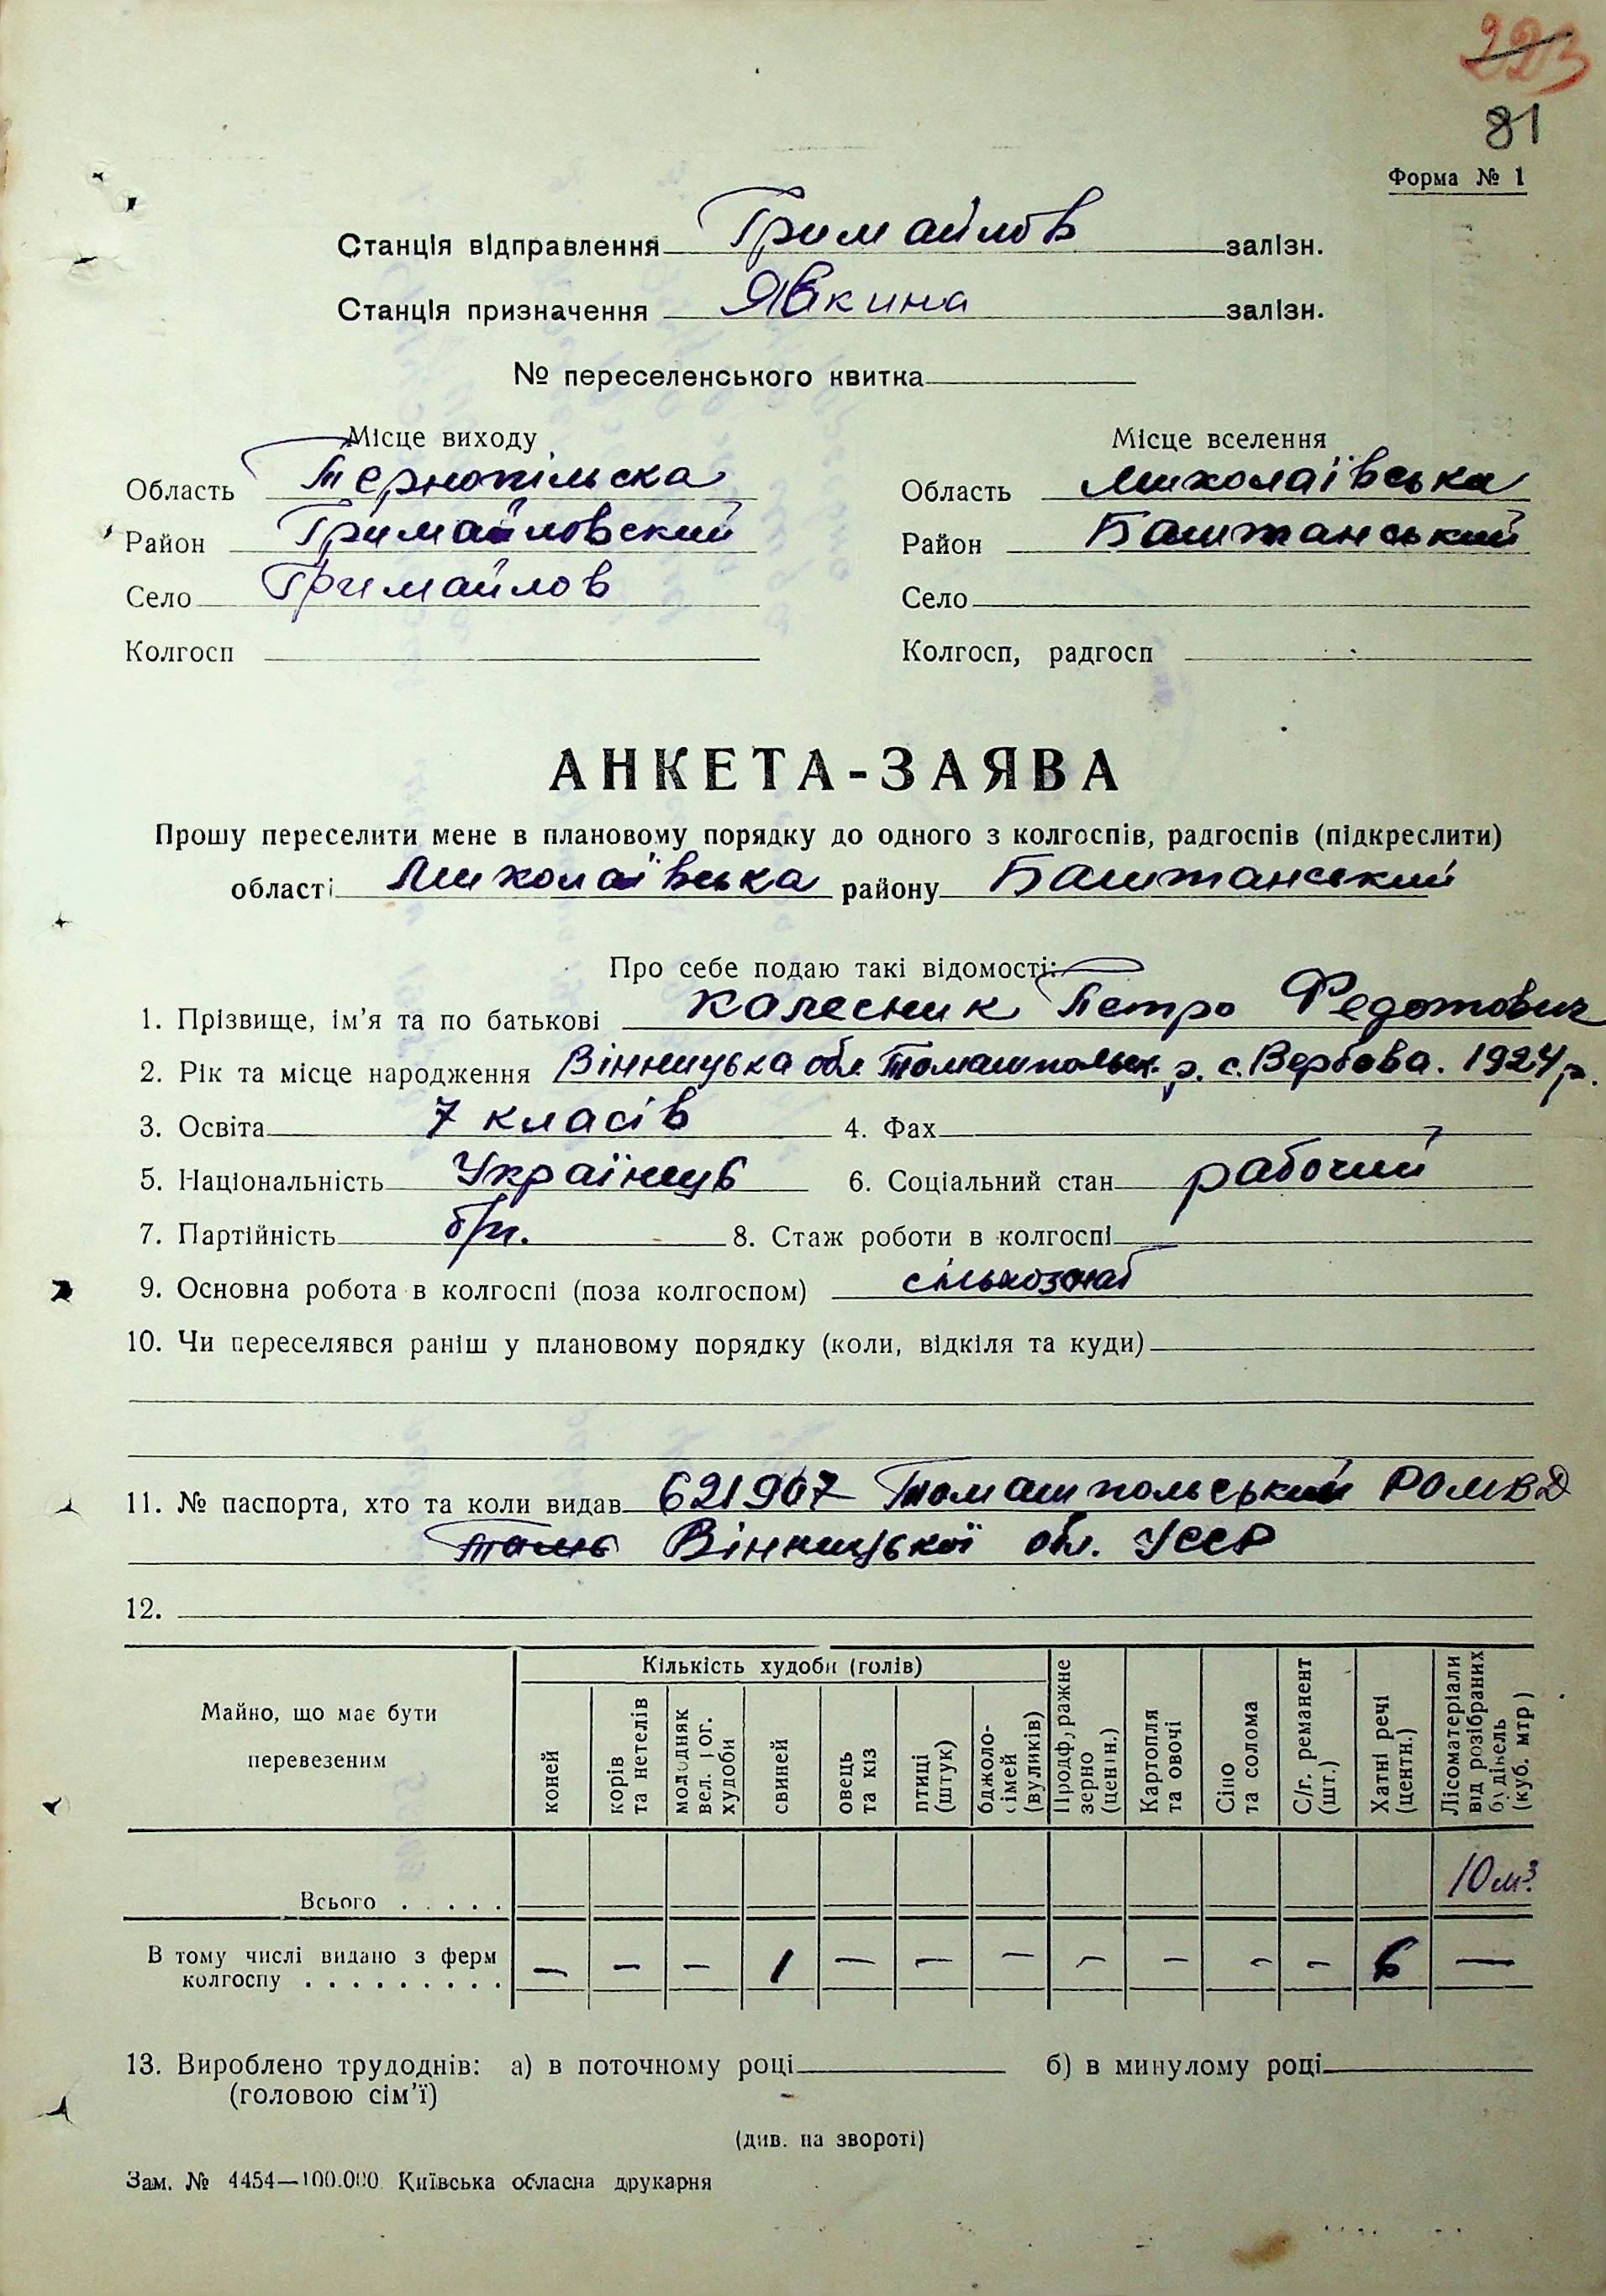 223
81
Форма № 1
Станція відправлення Гримайлов залізн.
Станція призначення Явкина залізн.
№ переселенського квитка
Місце виходу Місце вселення
Область Тернопільска Область Миколаївська
Район Гримайловский Район Баштанський
Село Гримайлов Село
Колгосп Колгосп, радгосп
АНКЕТА-ЗАЯВА
Прошу переселити мене в плановому порядку до одного з колгоспів, радгоспів (підкреслити)
області Миколаївська району Баштанський
Про себе подаю такі відомості:
1. Прізвище, ім'я та по батькові Калесник Петро Федотович
2. Рік та місце народження Вінницька обл. Томашпольск. р. с. Вербова. 1924 р.
3. Освіта 7 класів 4. Фах
5. Національність Українець 6. Соціальний стан рабочий
7. Партійність б/п. 8. Стаж роботи в колгоспі
9. Основна робота в колгоспі (поза колгоспом) сільхозснаб
10. Чи переселявся раніш у плановому порядку (коли, відкіля та куди)
11. № паспорта, хто та коли видав 621907 Томашпольський РОМВД
Вінницької обл. УССР
12.
Майно, що має бути перевезеним
Кількість худоби (голів)
коней
корів та нетелів
молодняк вел. рог. худоби
свиней
овець та кіз
птиці (штук)
бджоло-сімей (вуликів)
Продф, ражне зерно (центн.)
Картопля та овочі
Сіно та солома
С/г. реманент (шт.)
Хатні речі (центн.)
Лісоматеріали від розібраних будівель (куб. мтр)
Всього . . . . . 10 м³.
В тому числі видано з ферм
колгоспу . . . . . . . . . — — — 1 — — — — — — — 6 —
13. Вироблено трудоднів: а) в поточному році б) в минулому році
(головою сім'ї)
(див. на звороті)
Зам. № 4454—100.000 Київська обласна друкарня